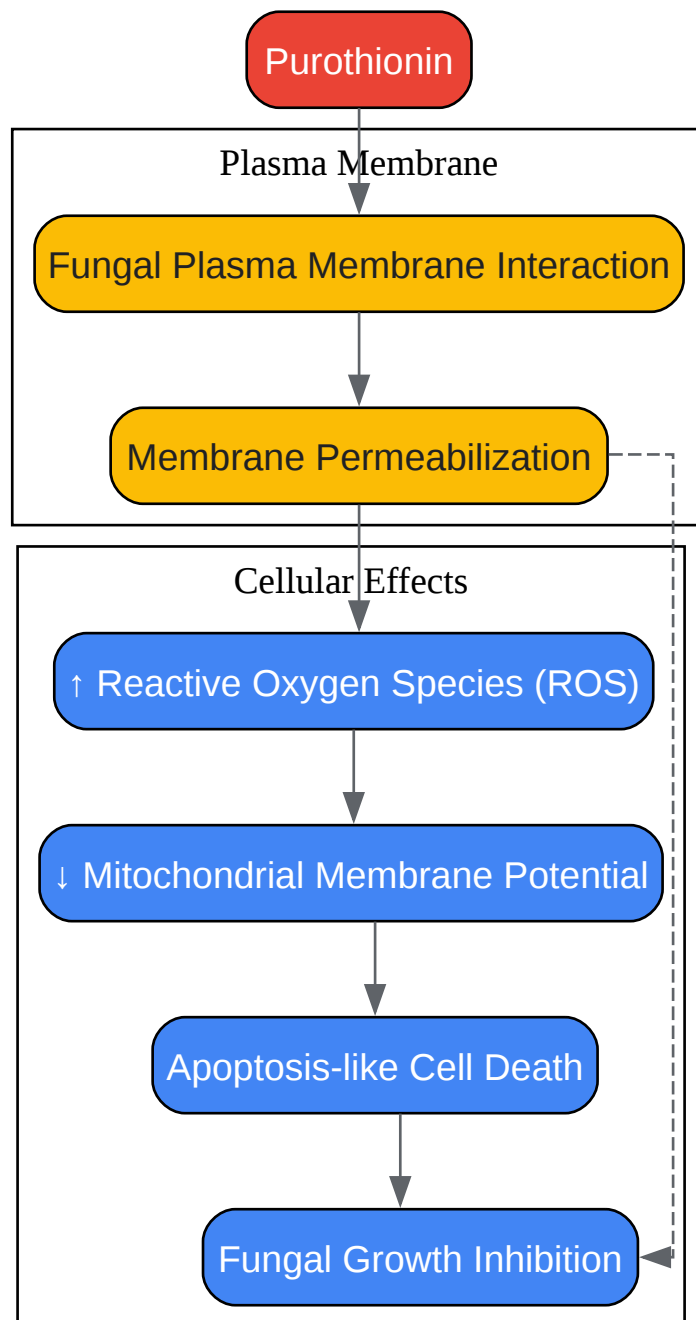 Purothionin
Plasma Membrane
Fungal Plasma Membrane Interaction
Membrane Permeabilization
Cellular Effects
↑ Reactive Oxygen Species (ROS)
↓ Mitochondrial Membrane Potential
Apoptosis-like Cell Death
Fungal Growth Inhibition